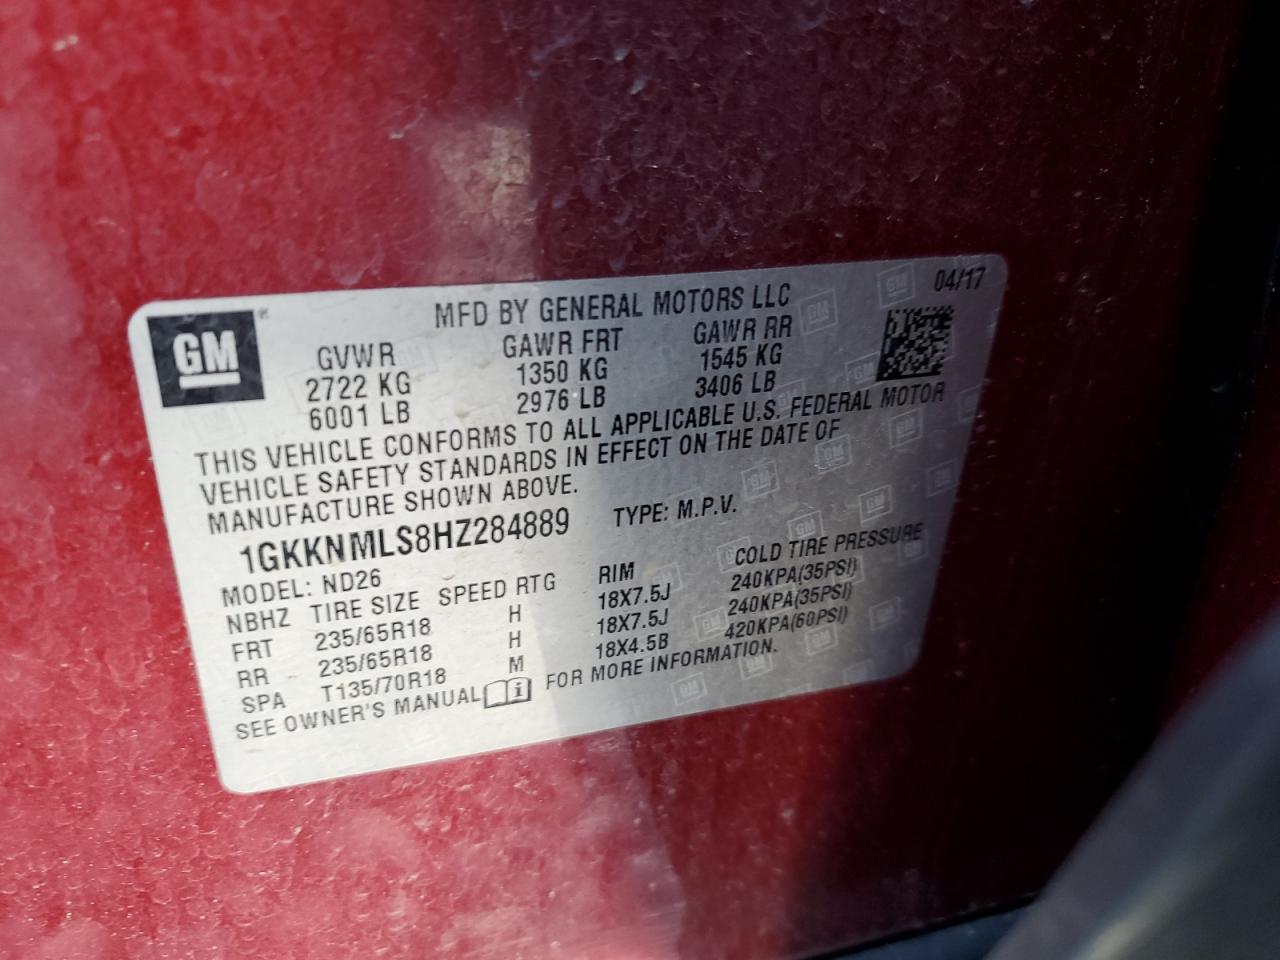 GM
MFD BY GENERAL MOTORS LLC 04/17
GVWR GAWR FRT GAWR RR
2722 KG 1350 KG 1545 KG
6001 LB 2976 LB 3406 LB
THIS VEHICLE CONFORMS TO ALL APPLICABLE U.S. FEDERAL MOTOR
VEHICLE SAFETY STANDARDS IN EFFECT ON THE DATE OF
MANUFACTURE SHOWN ABOVE.
1GKKNMLS8HZ284889 TYPE: M.P.V.
MODEL: ND26
NBHZ TIRE SIZE SPEED RTG RIM COLD TIRE PRESSURE
FRT 235/65R18 H 18X7.5J 240KPA(35PSI)
RR 235/65R18 H 18X7.5J 240KPA(35PSI)
SPA T135/70R18 M 18X4.5B 420KPA(60PSI)
SEE OWNER'S MANUAL FOR MORE INFORMATION.